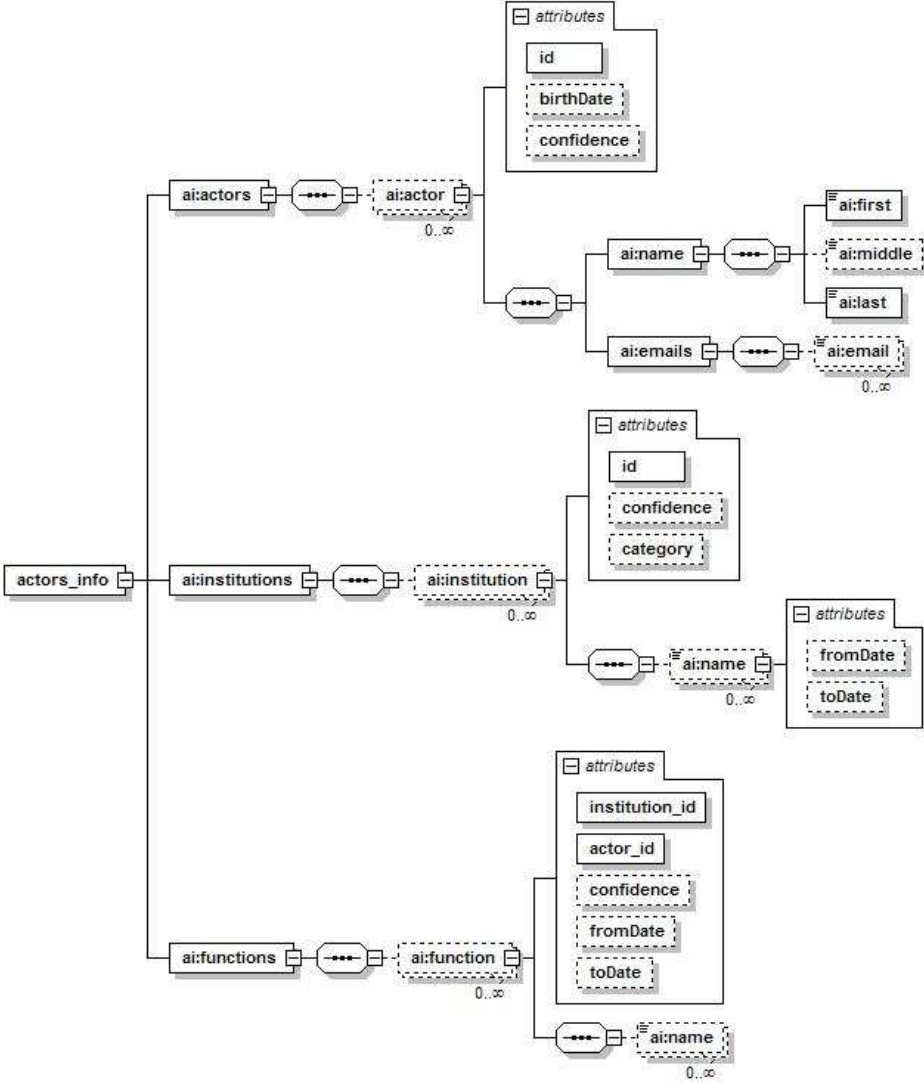 attributes
id
birthDate
confidence
ai:actors
ai:actor
0..∞
ai:first
ai:name
ai:middle
ai:last
ai:emails
ai:email
0..∞
attributes
id
confidence
category
actors_info
ai:institutions
ai:institution
0..∞
attributes
fromDate
ai:name
toDate
0..∞
attributes
institution_id
actor_id
confidence
fromDate
ai:functions
ai:function
toDate
0..∞
ai:name
0..∞